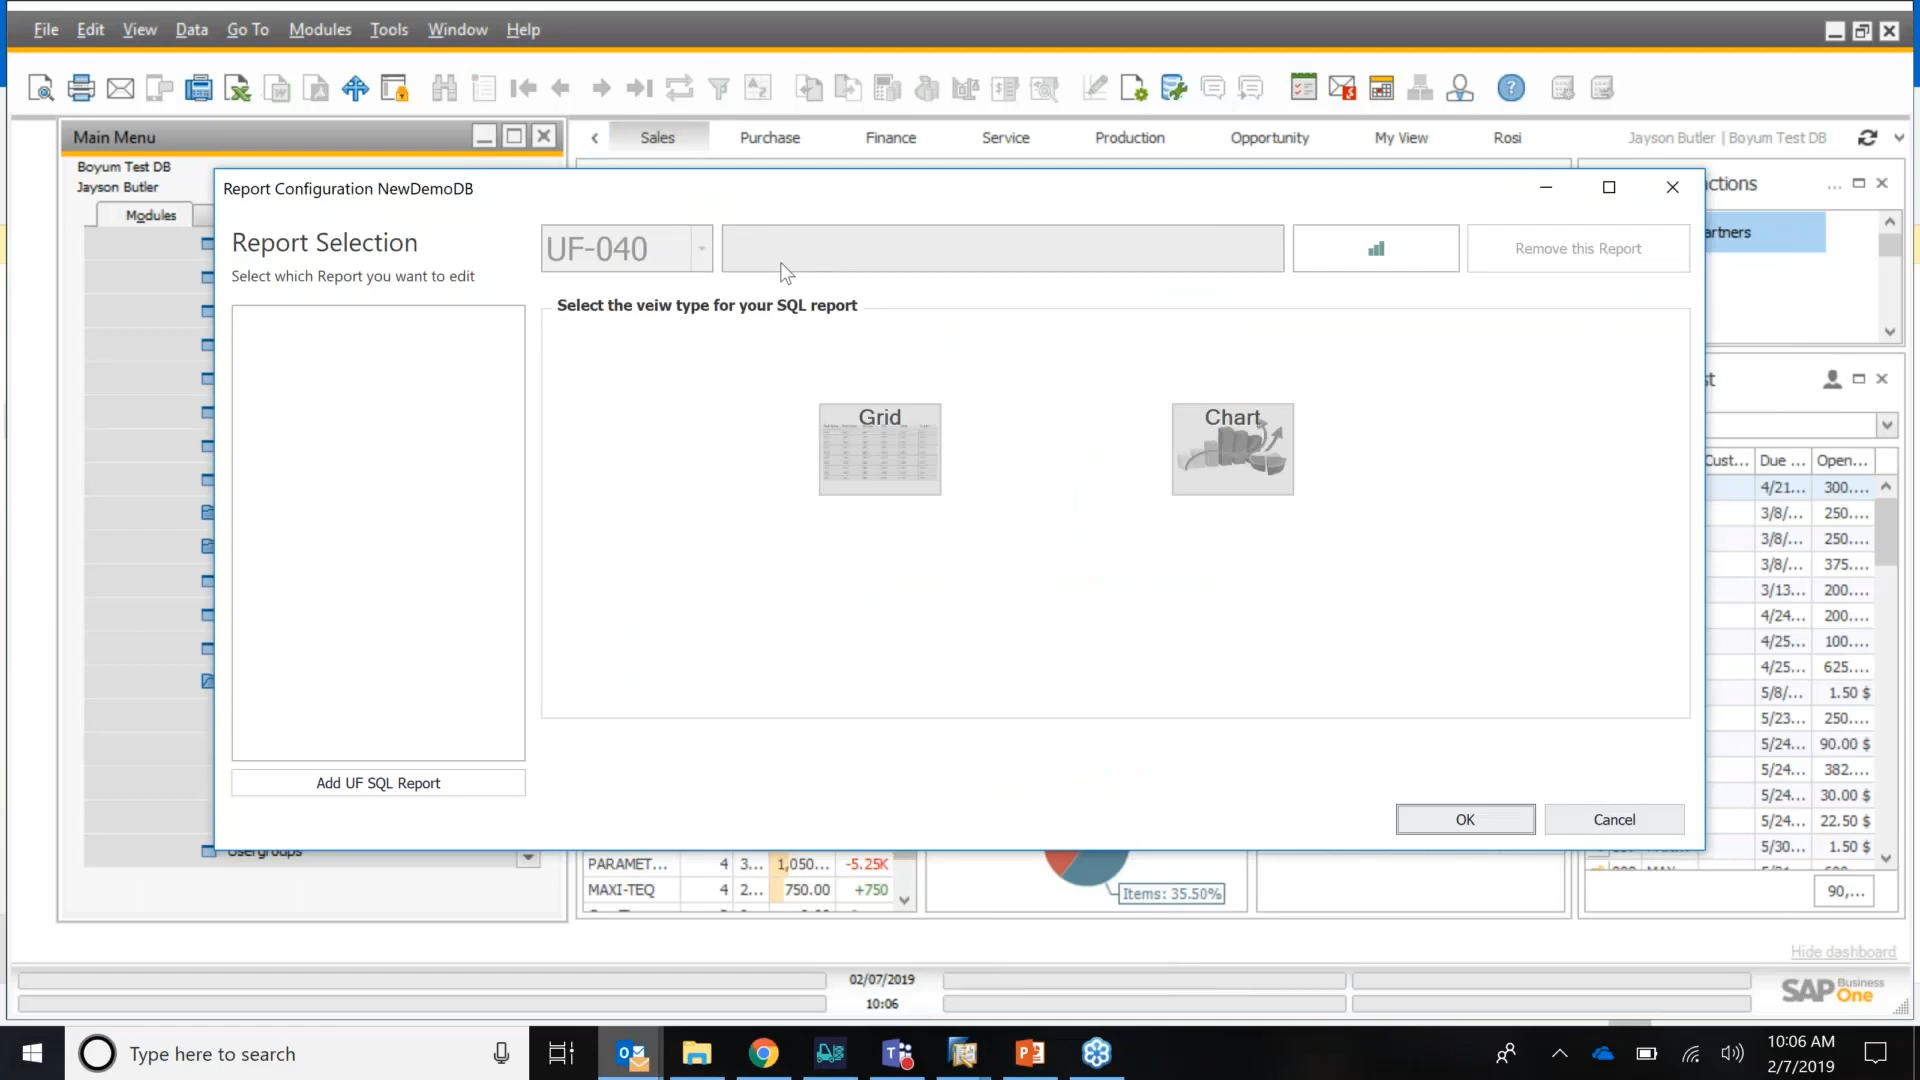 File Edit View Data Go To Modules Tools Window Help
Main Menu
Boyum Test DB
Jayson Butler
Modules
Sales Purchase Finance Service Production Opportunity My View Rosi
Jayson Butler | Boyum Test DB
Report Configuration NewDemoDB
Report Selection
Select which Report you want to edit
UF-040
Remove this Report
Select the veiw type for your SQL report
Grid
Chart
Add UF SQL Report
OK
Cancel
ctions
...
artners
Cust... Due ... Open...
4/21... 300....
3/8/... 250....
3/8/... 250....
3/8/... 375....
3/13... 200....
4/24... 200....
4/25... 100....
4/25... 625....
5/8/... 1.50 $
5/23... 250....
5/24... 90.00 $
5/24... 382....
5/24... 30.00 $
5/24... 22.50 $
5/30... 1.50 $
90,...
Usergroups
PARAMET... 4 3... 1,050... -5.25K
MAXI-TEQ 4 2... 750.00 +750
Items: 35.50%
Hide dashboard
02/07/2019
10:06
SAP Business One
Type here to search
10:06 AM
2/7/2019